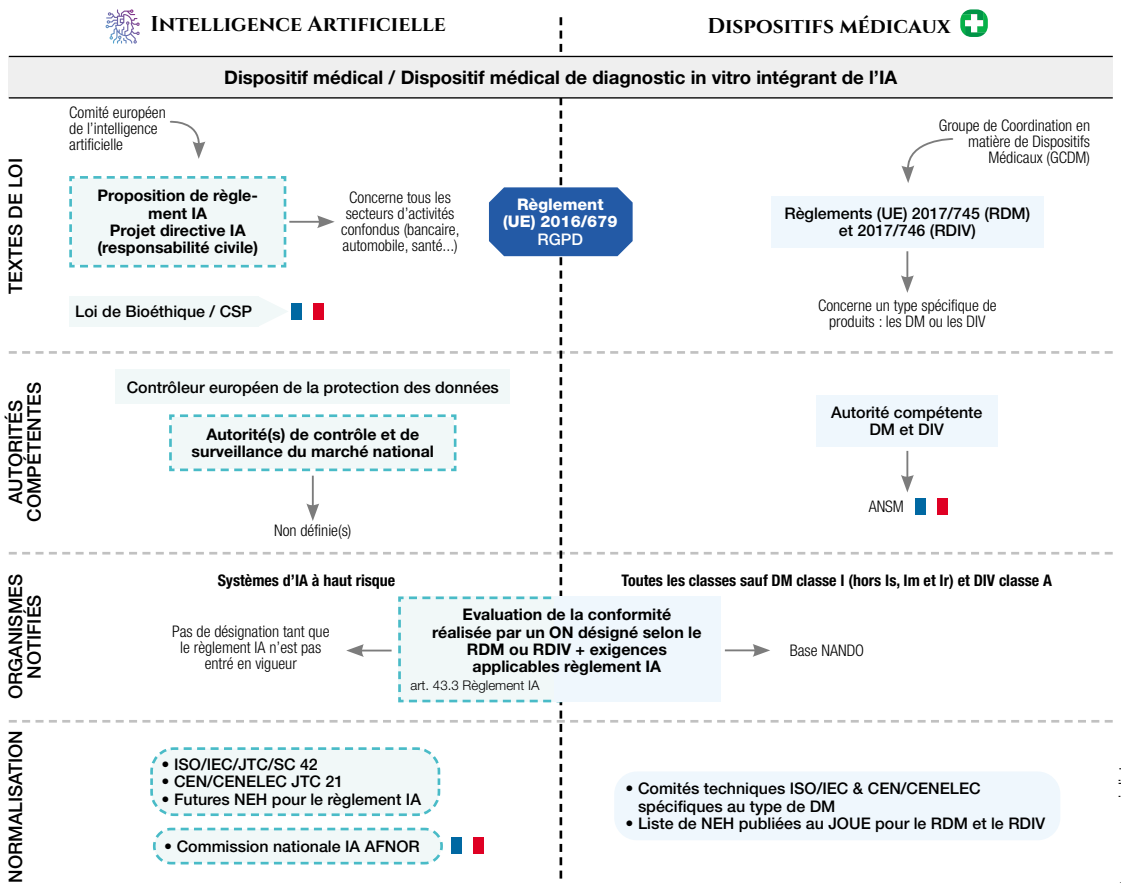 INTELLIGENCE ARTIFICIELLE
DISPOSITIFS MÉDICAUX
Dispositif médical / Dispositif médical de diagnostic in vitro intégrant de l'IA
TEXTES DE LOI
Comité européen
de l'intelligence
artificielle
Proposition de règle-
ment IA
Projet directive IA
(responsabilité civile)
Concerne tous les
secteurs d'activités
confondus (bancaire,
automobile, santé...)
Loi de Bioéthique / CSP
Règlement
(UE) 2016/679
RGPD
Groupe de Coordination en
matière de Dispositifs
Médicaux (GCDM)
Règlements (UE) 2017/745 (RDM)
et 2017/746 (RDIV)
Concerne un type spécifique de
produits : les DM ou les DIV
AUTORITÉS
COMPÉTENTES
Contrôleur européen de la protection des données
Autorité(s) de contrôle et de
surveillance du marché national
Non définie(s)
Autorité compétente
DM et DIV
ANSM
ORGANISMES
NOTIFIÉS
Systèmes d'IA à haut risque
Toutes les classes sauf DM classe I (hors Is, Im et Ir) et DIV classe A
Pas de désignation tant que
le règlement IA n'est pas
entré en vigueur
Evaluation de la conformité
réalisée par un ON désigné selon le
RDM ou RDIV + exigences
applicables règlement IA
art. 43.3 Règlement IA
Base NANDO
NORMALISATION
• ISO/IEC/JTC/SC 42
• CEN/CENELEC JTC 21
• Futures NEH pour le règlement IA
• Commission nationale IA AFNOR
• Comités techniques ISO/IEC & CEN/CENELEC
spécifiques au type de DM
• Liste de NEH publiées au JOUE pour le RDM et le RDIV